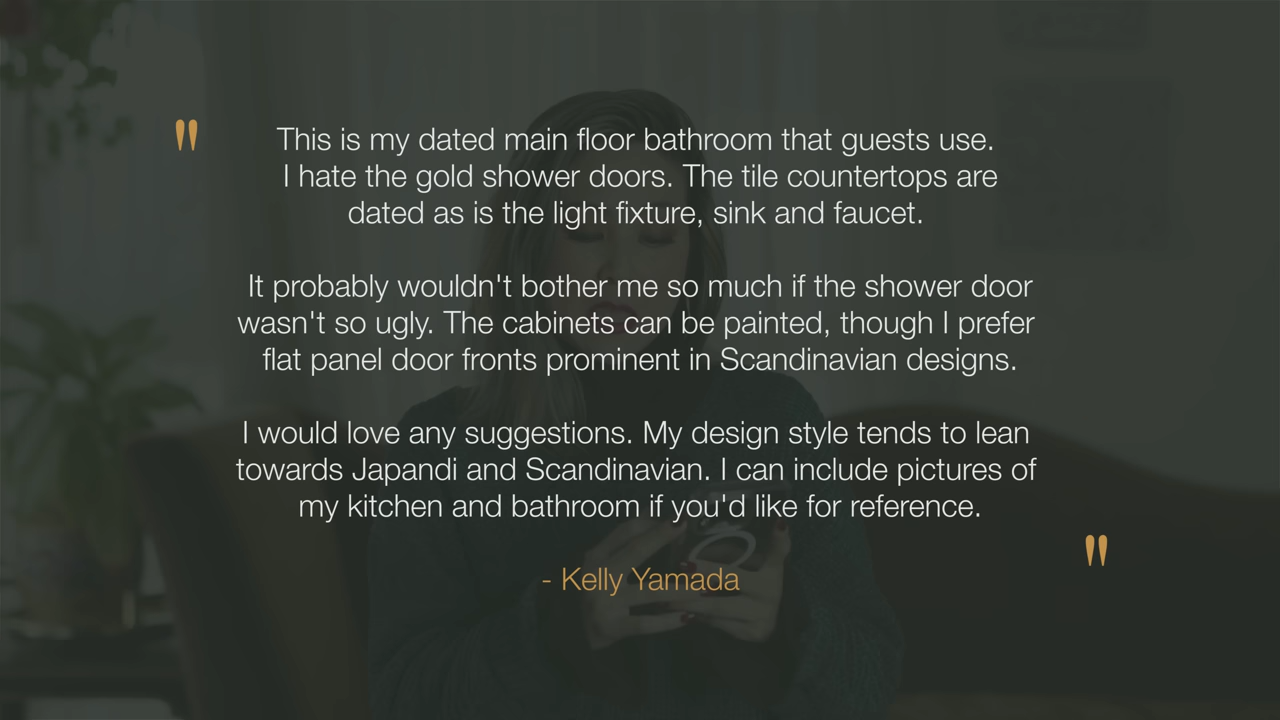 "
This is my dated main floor bathroom that guests use.
I hate the gold shower doors. The tile countertops are
dated as is the light fixture, sink and faucet.
It probably wouldn't bother me so much if the shower door
wasn't so ugly. The cabinets can be painted, though I prefer
flat panel door fronts prominent in Scandinavian designs.
I would love any suggestions. My design style tends to lean
towards Japandi and Scandinavian. I can include pictures of
my kitchen and bathroom if you'd like for reference.
"
- Kelly Yamada